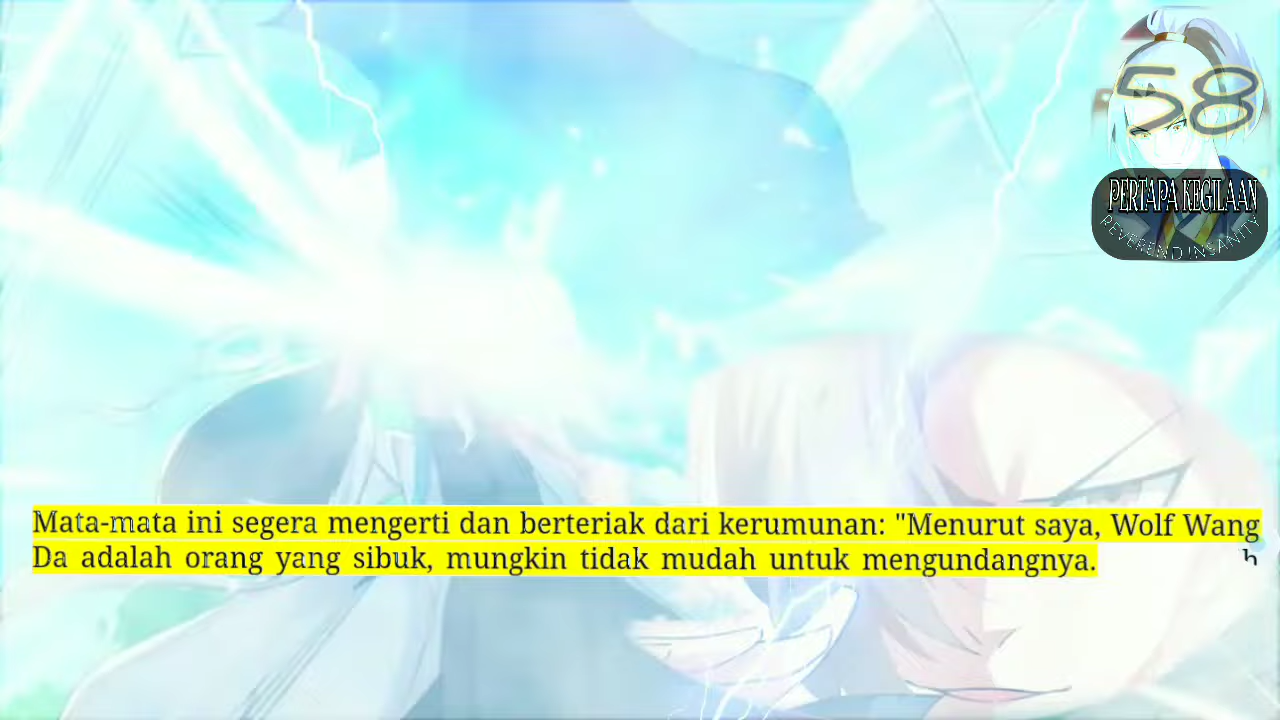 58
PERTAPA KEGILAAN
REVEREND INSANITY
Mata-mata ini segera mengerti dan berteriak dari kerumunan: "Menurut saya, Wolf Wang
Da adalah orang yang sibuk, mungkin tidak mudah untuk mengundangnya.